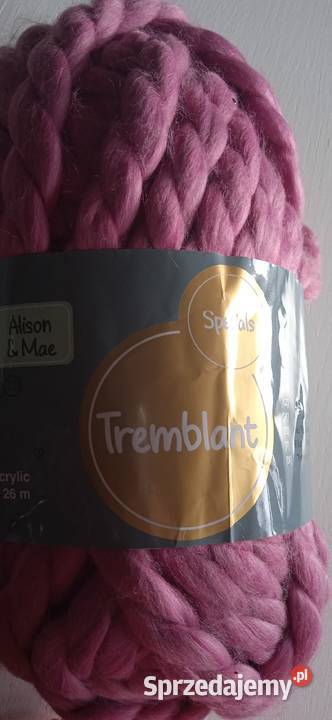 Alison
& Mae
Specials
Tremblant
crylic
26 m
Sprzedajemy.pl